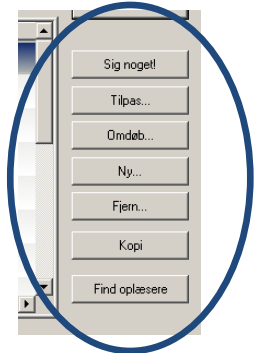 Sig noget!
Tilpas...
Omdøb...
Ny...
Fjern...
Kopi
Find oplæsere